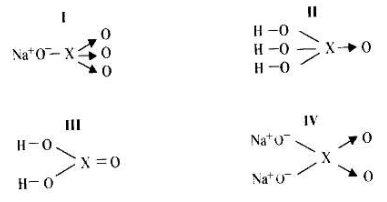 I
Na⁺O⁻ – X → O
→ O
→ O
II
H – O
H – O
H – O
X → O
III
H – O
H – O
X = O
IV
Na⁺O⁻
Na⁺O⁻
X → O
→ O